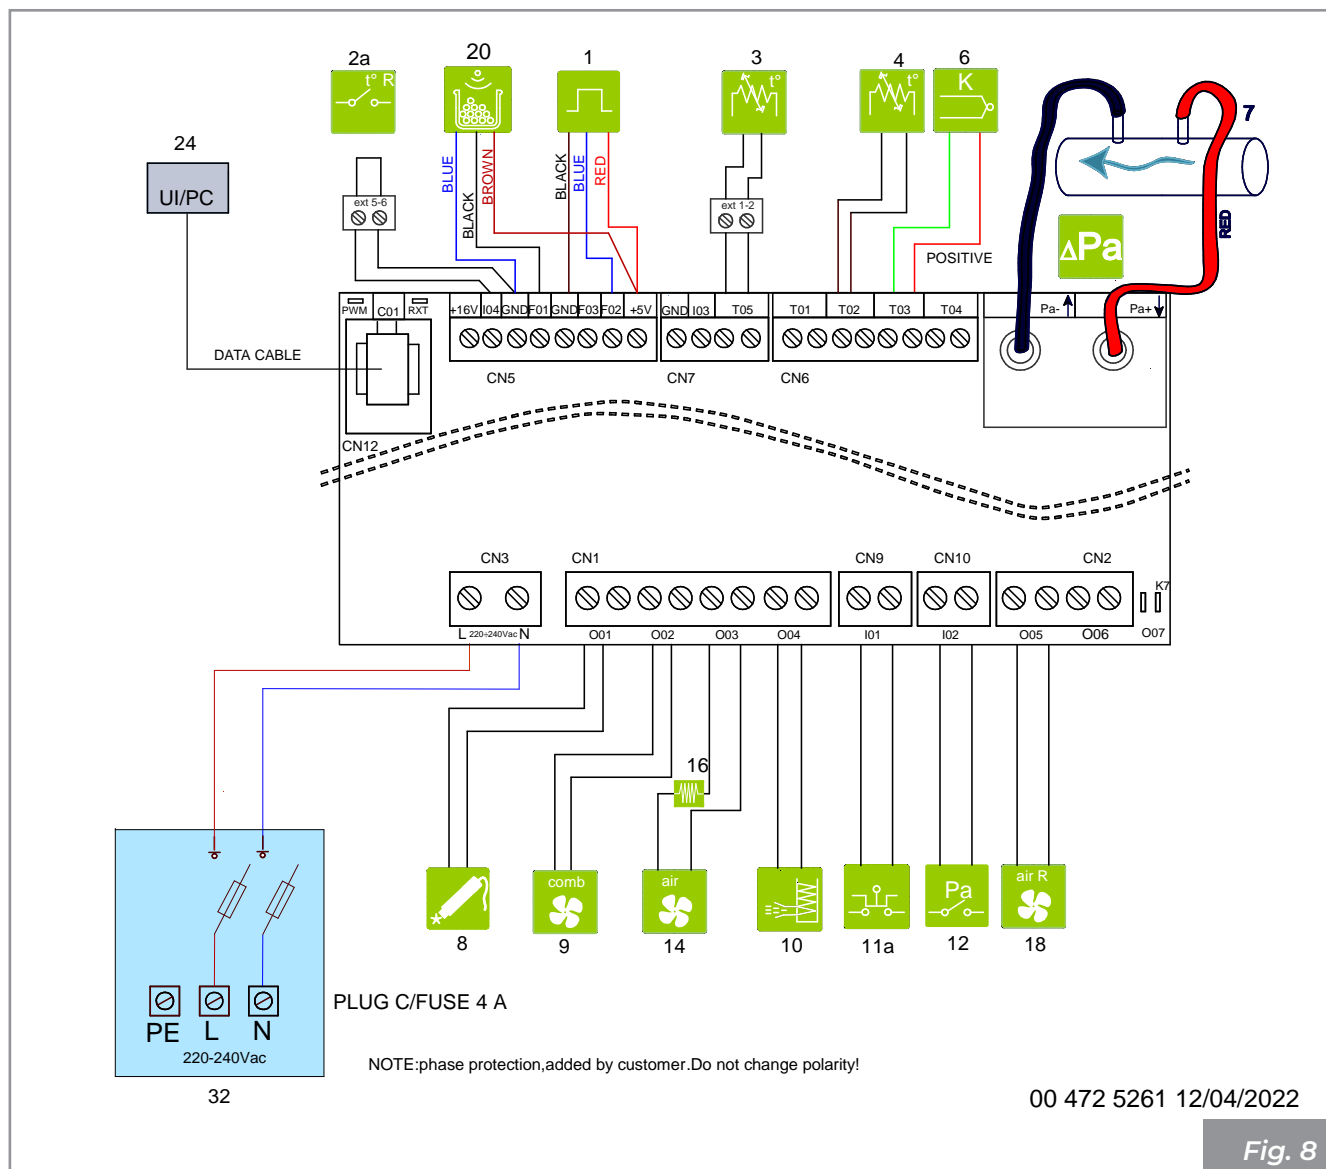 2a
20
1
3
4
6
7
t° R
t°
t°
K
24
UI/PC
BLUE
BLACK
BROWN
BLACK
BLUE
RED
RED
ext 5-6
ext 1-2
POSITIVE
ΔPa
PWM
C01
RXT
+16V
I04
GND
F01
GND
F03
F02
+5V
GND
I03
T05
T01
T02
T03
T04
Pa-
Pa+
DATA CABLE
CN5
CN7
CN6
CN12
CN3
CN1
CN9
CN10
CN2
K7
L
220÷240Vac
N
O01
O02
O03
O04
I01
I02
O05
O06
O07
16
comb
air
Pa
air R
8
9
14
10
11a
12
18
PE
L
N
220-240Vac
PLUG C/FUSE 4 A
32
NOTE:phase protection,added by customer.Do not change polarity!
00 472 5261 12/04/2022
Fig. 8